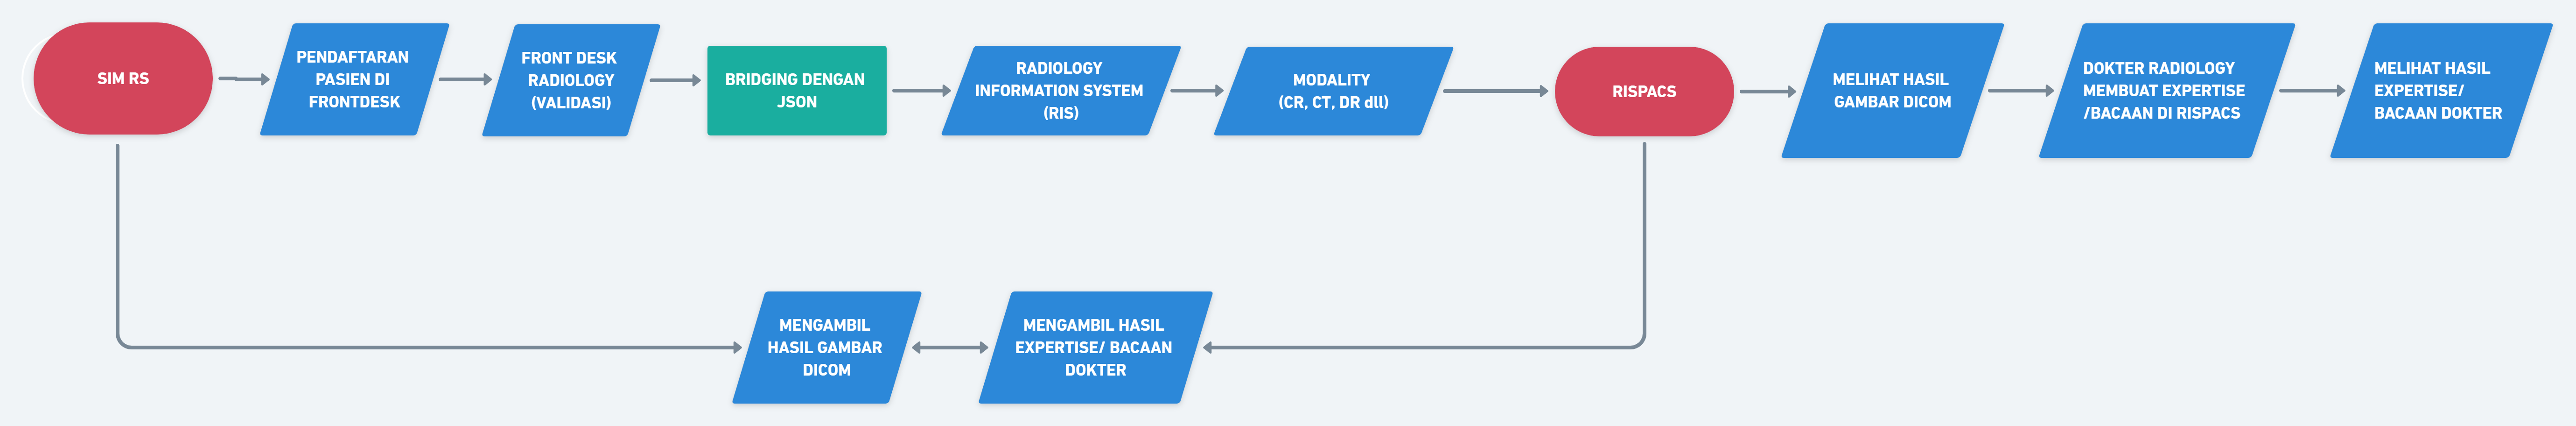 SIM RS
PENDAFTARAN
PASIEN DI
FRONTDESK
FRONT DESK
RADIOLOGY
(VALIDASI)
BRIDGING DENGAN
JSON
RADIOLOGY
INFORMATION SYSTEM
(RIS)
MODALITY
(CR, CT, DR dll)
RISPACS
MELIHAT HASIL
GAMBAR DICOM
DOKTER RADIOLOGY
MEMBUAT EXPERTISE
/BACAAN DI RISPACS
MELIHAT HASIL
EXPERTISE/
BACAAN DOKTER
MENGAMBIL
HASIL GAMBAR
DICOM
MENGAMBIL HASIL
EXPERTISE/ BACAAN
DOKTER